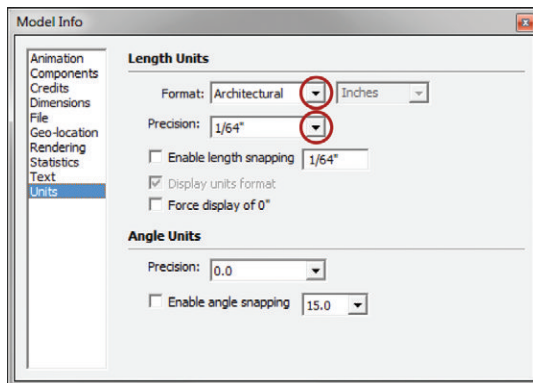 Model Info
Animation
Components
Credits
Dimensions
File
Geo-location
Rendering
Statistics
Text
Units
Length Units
Format: Architectural Inches
Precision: 1/64"
Enable length snapping 1/64"
Display units format
Force display of 0"
Angle Units
Precision: 0.0
Enable angle snapping 15.0